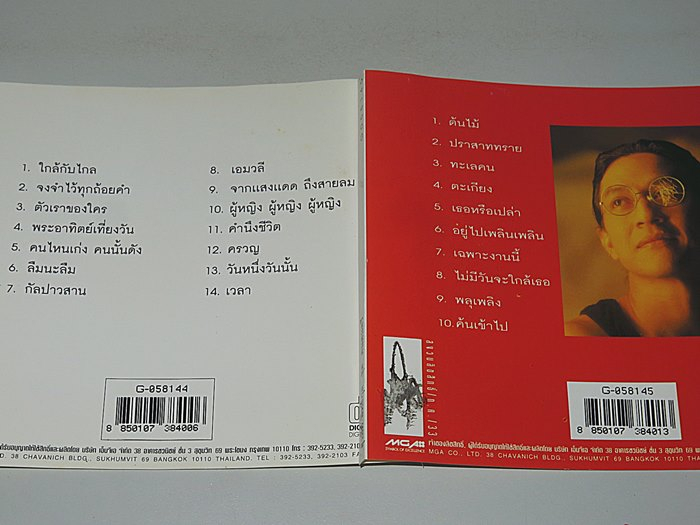 1. ใกล้กับไกล
2. จงจำไว้ทุกถ้อยคำ
3. ตัวเราของใคร
4. พระอาทิตย์เที่ยงวัน
5. คนไหนเก่ง คนนั้นดัง
6. ลืมนะลืม
7. กัลปาวสาน
8. เอมวลี
9. จากแสงแดด ถึงสายลม
10. ผู้หญิง ผู้หญิง ผู้หญิง
11. คำนึงชีวิต
12. ครวญ
13. วันหนึ่งวันนั้น
14. เวลา
G-058144
8 850107 384006
38 CHAVANICH BLDG., SUKHUMVIT 69 BANGKOK 10110 THAILAND. TEL : 392-5233, 392-2103
1. ต้นไม้
2. ปราสาททราย
3. ทะเลคน
4. ตะเกียง
5. เธอหรือเปล่า
6. อยู่ไปเพลินเพลิน
7. เฉพาะงานนี้
8. ไม่มีวันจะใกล้เธอ
9. พลุเพลิง
10. ค้นเข้าไป
G-058145
8 850107 384013
MGA
SYMBOL OF EXCELLENCE
MGA CO., LTD. 38 CHAVANICH BLDG., SUKHUMVIT 69 BANGKOK 10110